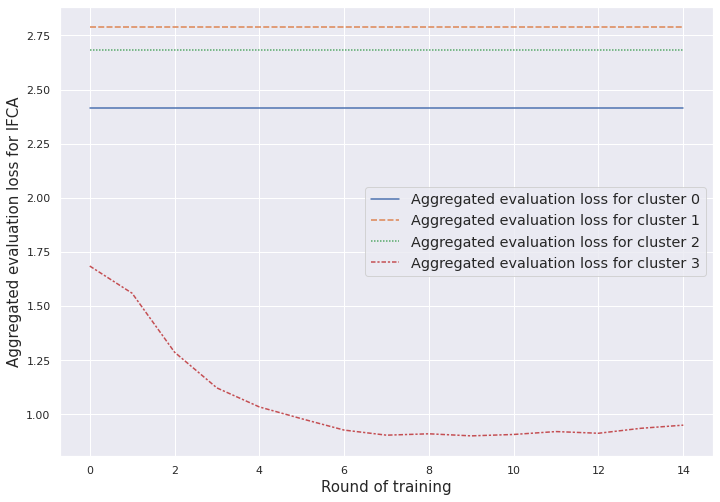 Aggregated evaluation loss for IFCA
2.75
2.50
2.25
2.00
1.75
1.50
1.25
1.00
Aggregated evaluation loss for cluster 0
Aggregated evaluation loss for cluster 1
Aggregated evaluation loss for cluster 2
Aggregated evaluation loss for cluster 3
0 2 4 6 8 10 12 14
Round of training